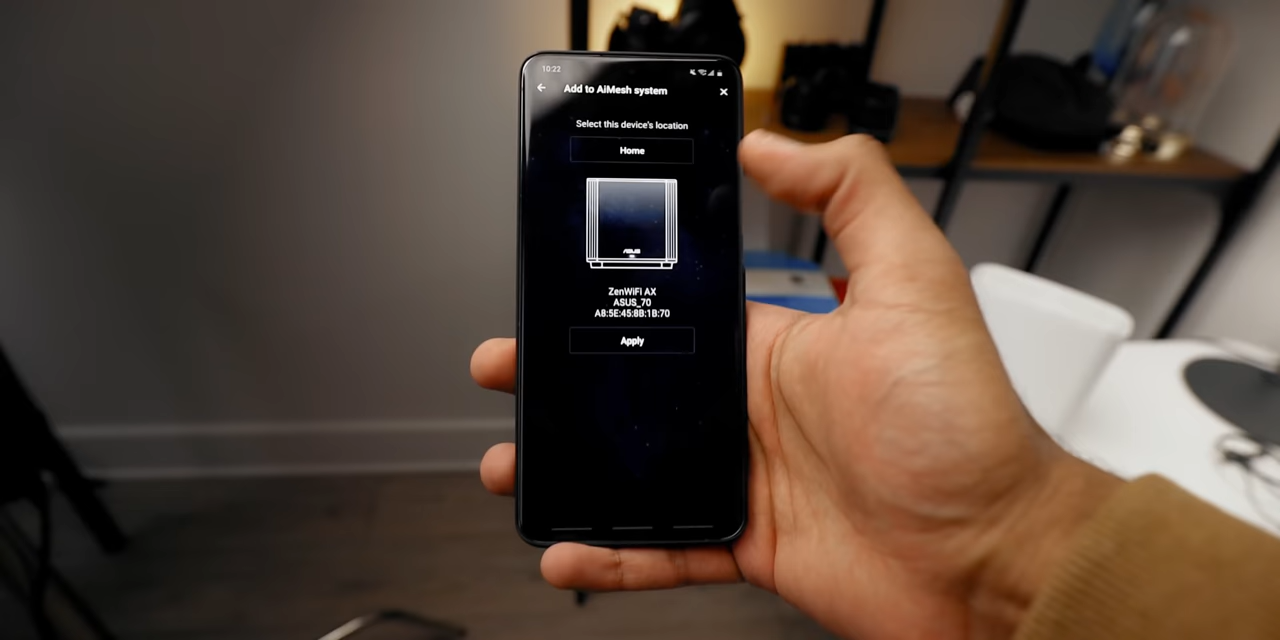 10:22
Add to AiMesh system
Select this device's location
Home
ASUS
ZenWiFi AX
ASUS_70
A8:5E:45:8B:1B:70
Apply